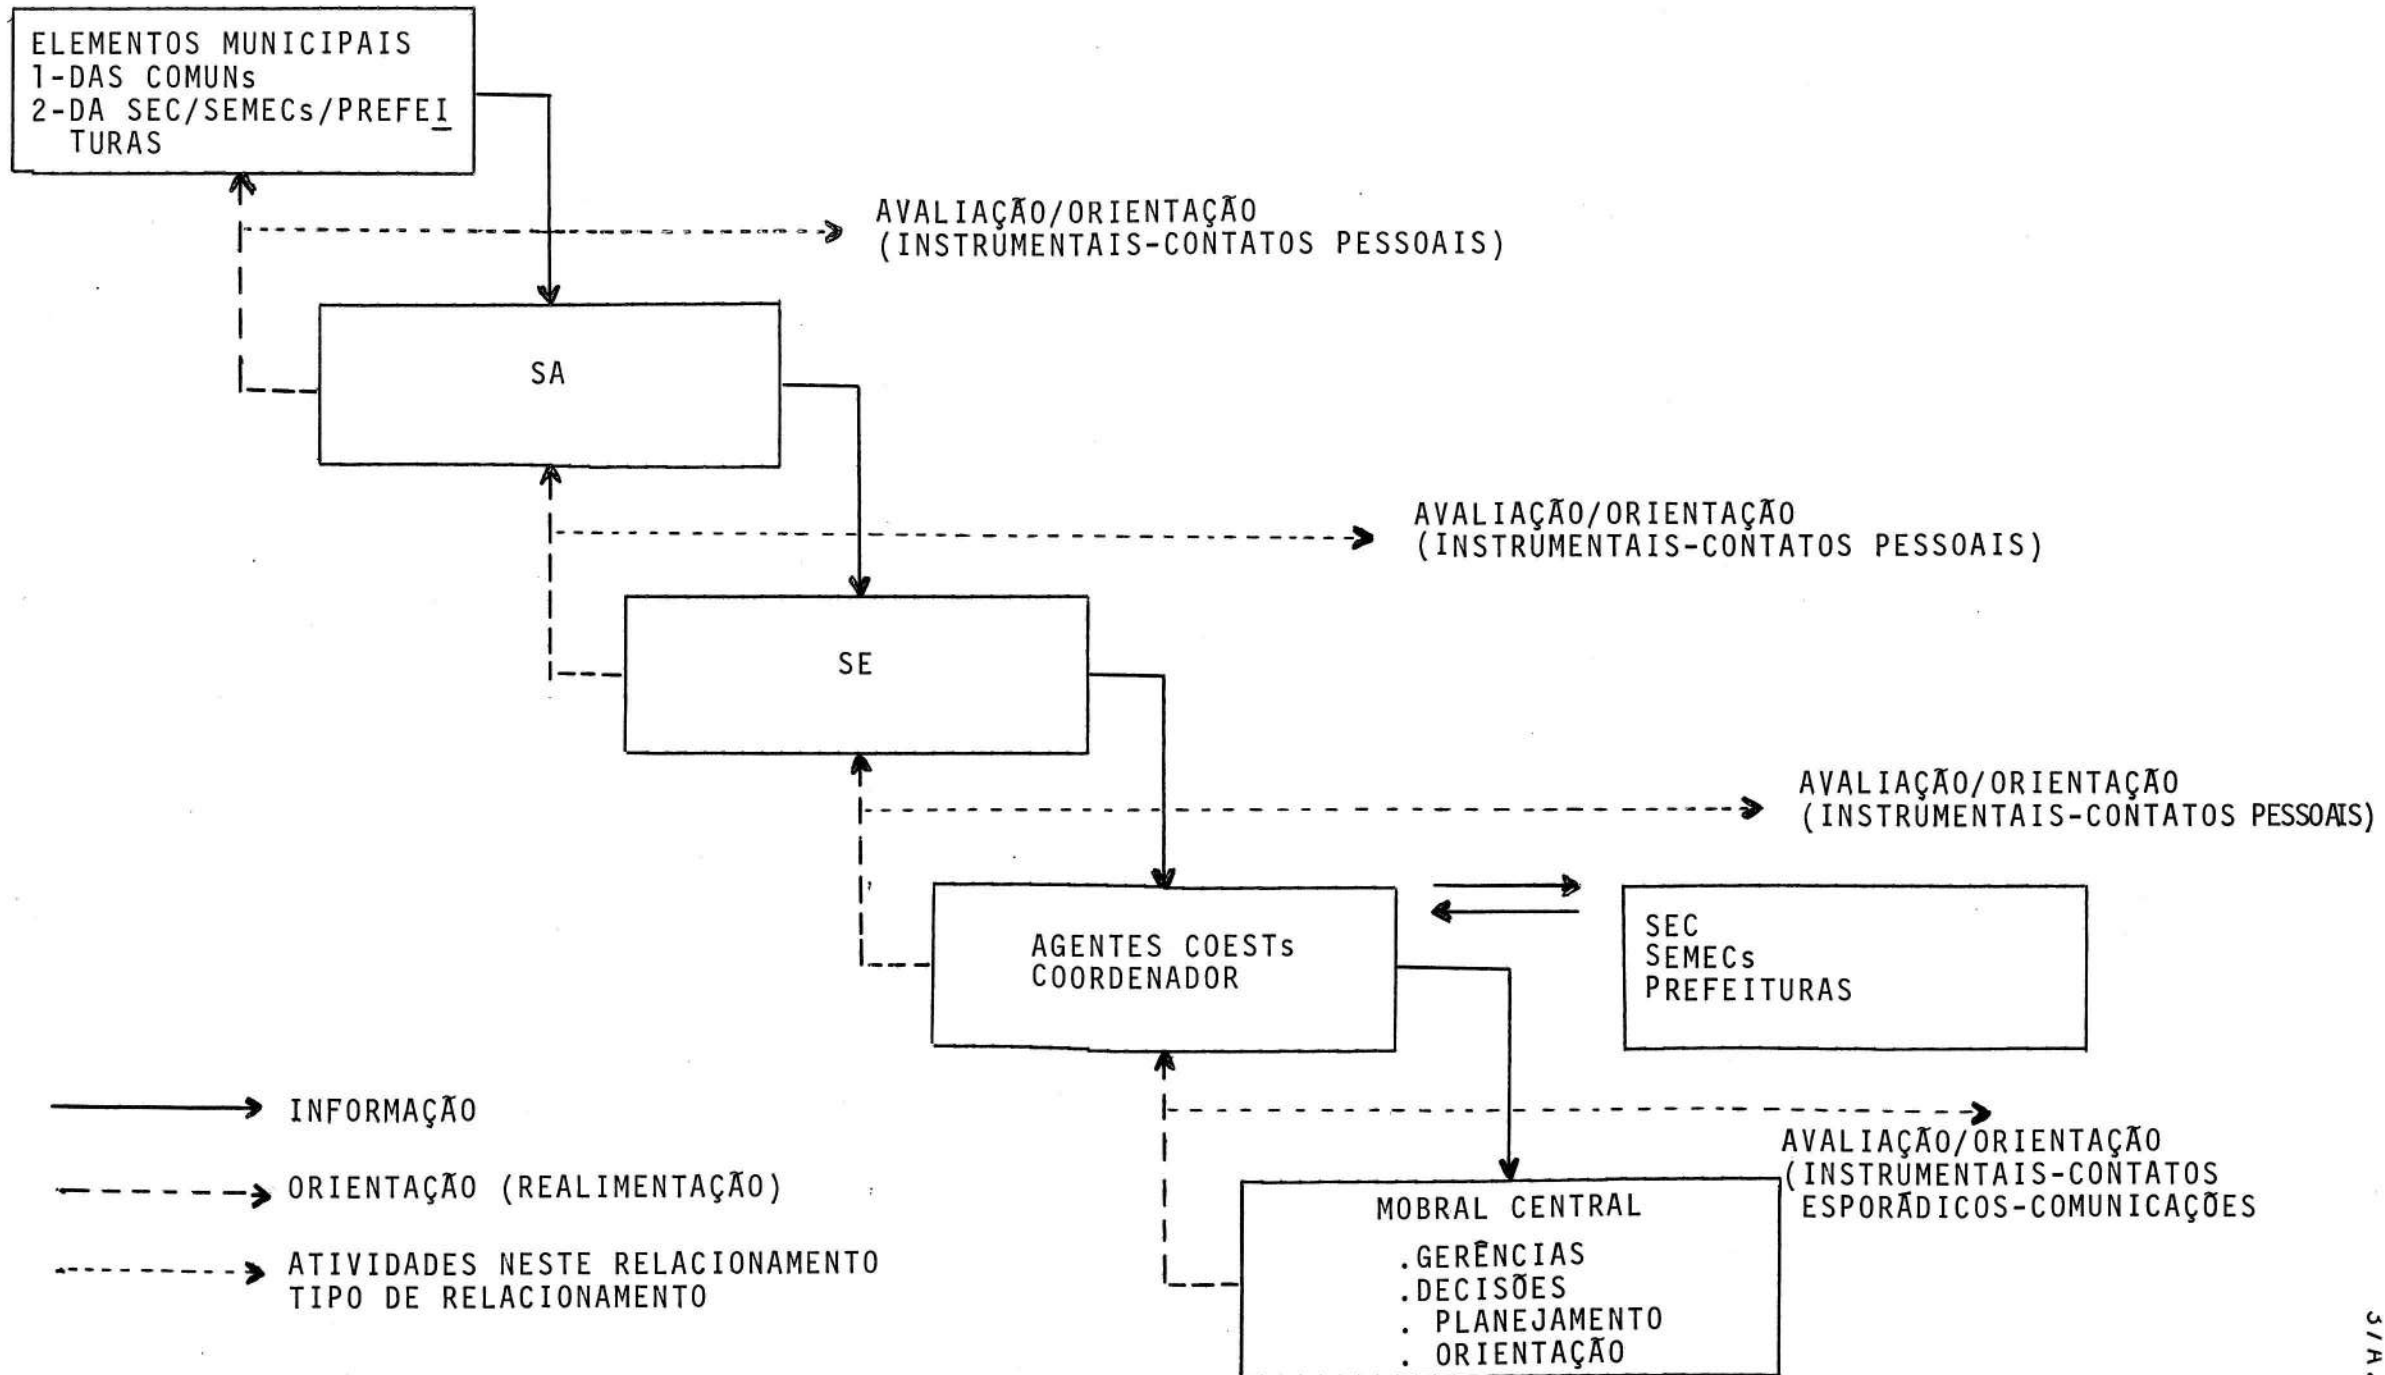 ELEMENTOS MUNICIPAIS
1-DAS COMUNs
2-DA SEC/SEMECs/PREFEI
TURAS
AVALIAÇÃO/ORIENTAÇÃO
(INSTRUMENTAIS-CONTATOS PESSOAIS)
SA
AVALIAÇÃO/ORIENTAÇÃO
(INSTRUMENTAIS-CONTATOS PESSOAIS)
SE
AVALIAÇÃO/ORIENTAÇÃO
(INSTRUMENTAIS-CONTATOS PESSOAIS)
AGENTES COESTs
COORDENADOR
SEC
SEMECs
PREFEITURAS
INFORMAÇÃO
ORIENTAÇÃO (REALIMENTAÇÃO)
ATIVIDADES NESTE RELACIONAMENTO
TIPO DE RELACIONAMENTO
AVALIAÇÃO/ORIENTAÇÃO
(INSTRUMENTAIS-CONTATOS
ESPORÁDICOS-COMUNICAÇÕES
MOBRAL CENTRAL
.GERÊNCIAS
.DECISÕES
. PLANEJAMENTO
. ORIENTAÇÃO
3/A.